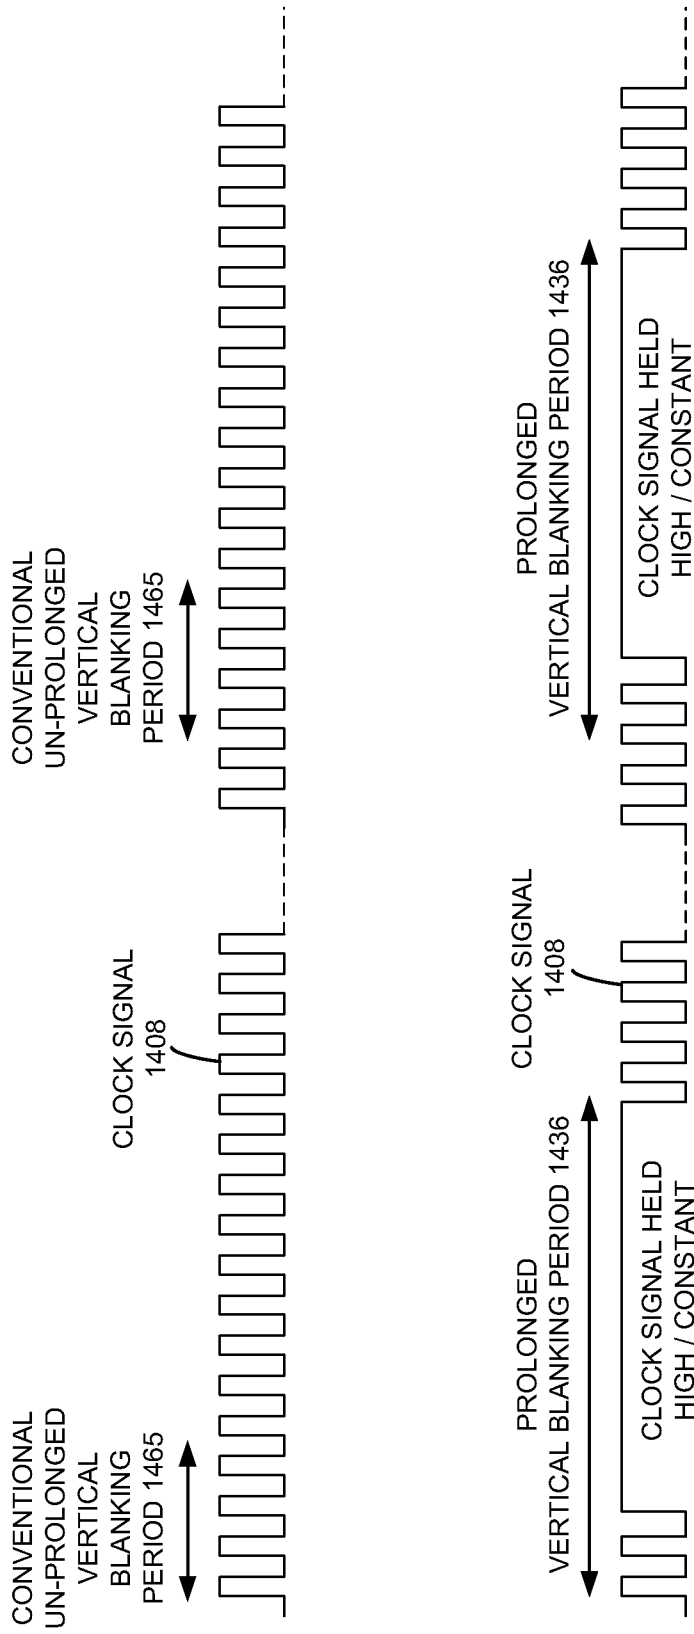 CONVENTIONAL
UN-PROLONGED
VERTICAL
BLANKING
PERIOD 1465
CLOCK SIGNAL
1408
CONVENTIONAL
UN-PROLONGED
VERTICAL
BLANKING
PERIOD 1465
PROLONGED
VERTICAL BLANKING PERIOD 1436
CLOCK SIGNAL HELD
HIGH / CONSTANT
CLOCK SIGNAL
1408
PROLONGED
VERTICAL BLANKING PERIOD 1436
CLOCK SIGNAL HELD
HIGH / CONSTANT